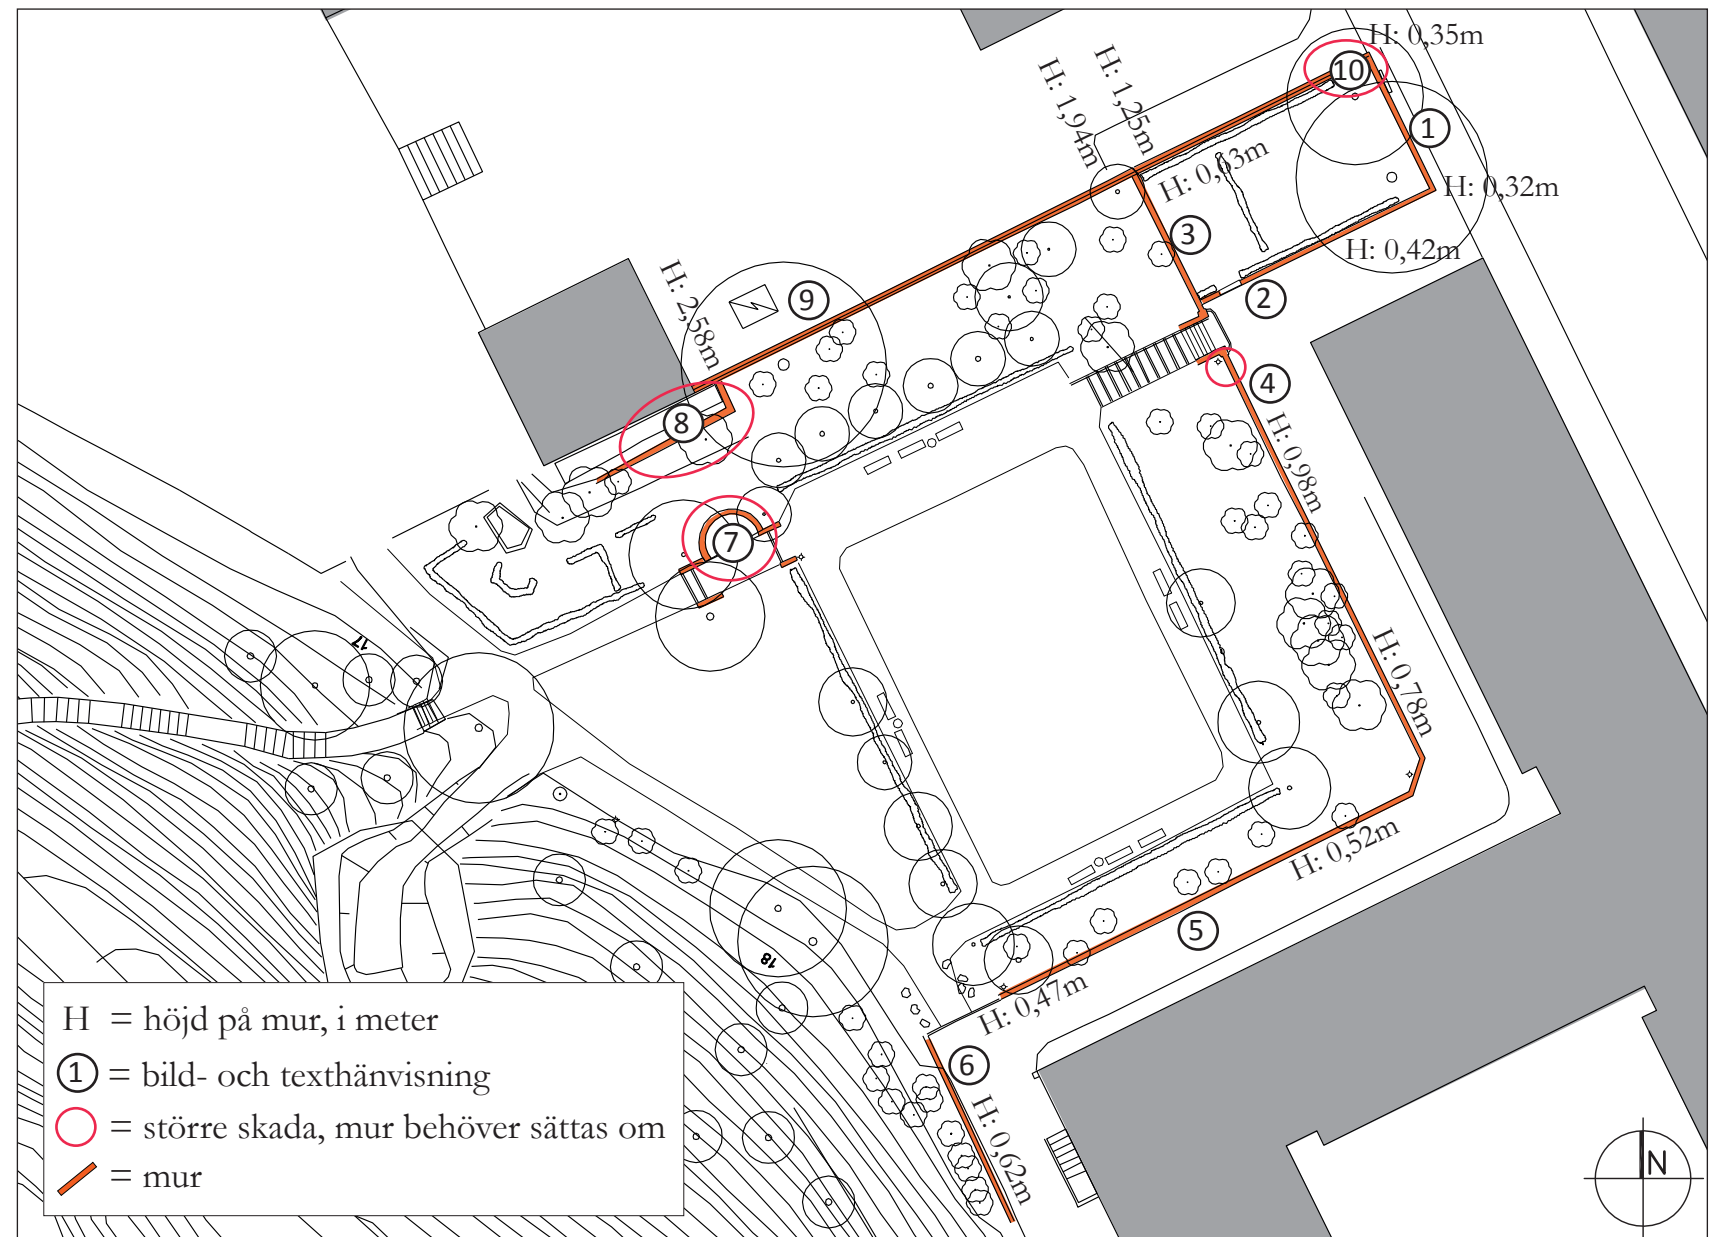 H: 0,35m
10
H: 1,25m
H: 1,94m
1
H: 0,63m
H: 0,32m
3
H: 0,42m
2
H: 2,58m
9
4
8
H: 0,98m
7
17
H: 0,78m
H: 0,52m
5
18
H: 0,47m
6
H: 0,62m
H = höjd på mur, i meter
1 = bild- och texthänvisning
= större skada, mur behöver sättas om
= mur
N